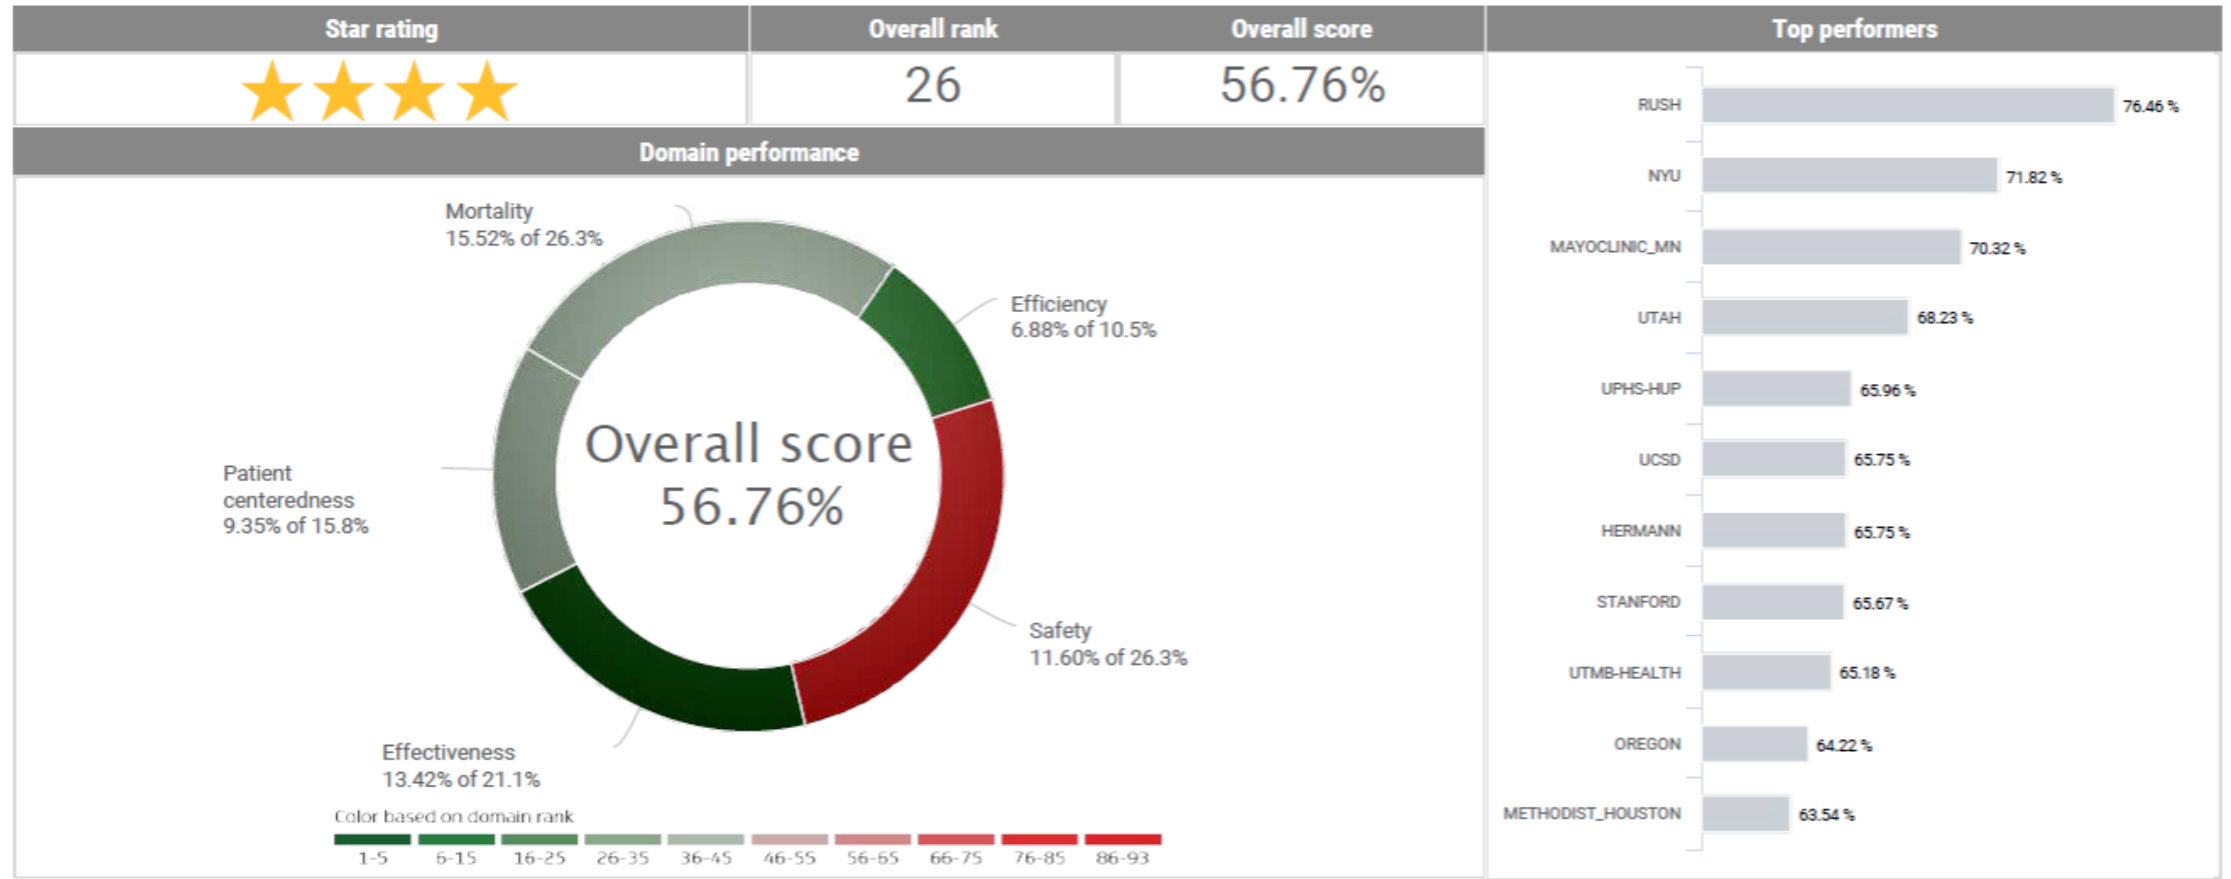 Star rating
Overall rank
Overall score
Top performers
26
56.76%
Domain performance
Mortality
15.52% of 26.3%
Efficiency
6.88% of 10.5%
Overall score
56.76%
Patient
centeredness
9.35% of 15.8%
Safety
11.60% of 26.3%
Effectiveness
13.42% of 21.1%
Color based on domain rank
1-5 6-15 16-25 26-35 36-45 46-55 56-65 66-75 76-85 86-93
RUSH 76.46 %
NYU 71.82 %
MAYOCLINIC_MN 70.32 %
UTAH 68.23 %
UPHS-HUP 65.96 %
UCSD 65.75 %
HERMANN 65.75 %
STANFORD 65.67 %
UTMB-HEALTH 65.18 %
OREGON 64.22 %
METHODIST_HOUSTON 63.54 %